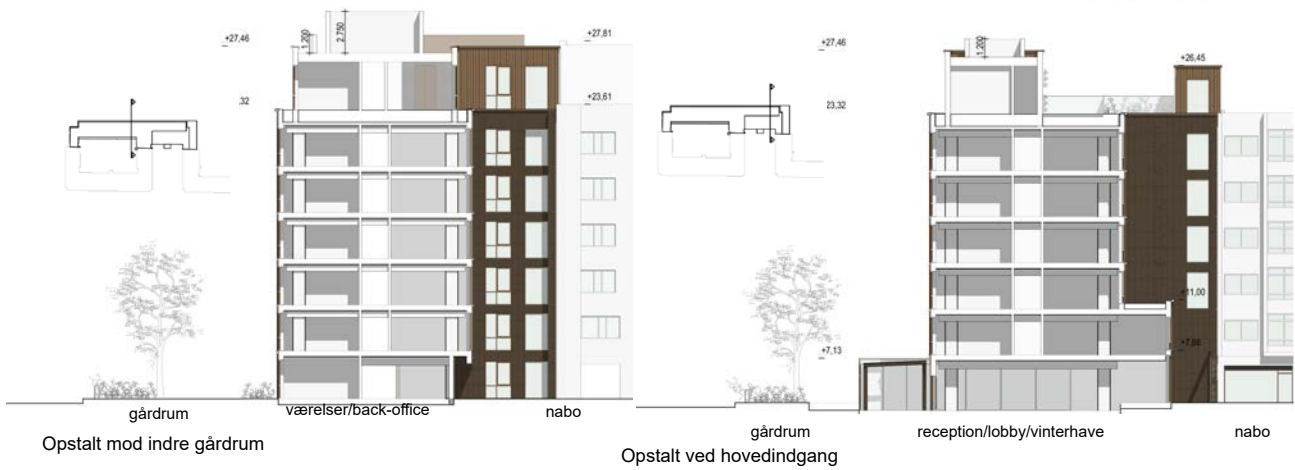 +27,46
1.200
2.750
+27,81
,32
+23,61
gårdrum
værelser/back-office
nabo
Opstalt mod indre gårdrum
+27,46
1.200
+26,45
23,32
+11,00
+7,13
+7,66
gårdrum
reception/lobby/vinterhave
nabo
Opstalt ved hovedindgang